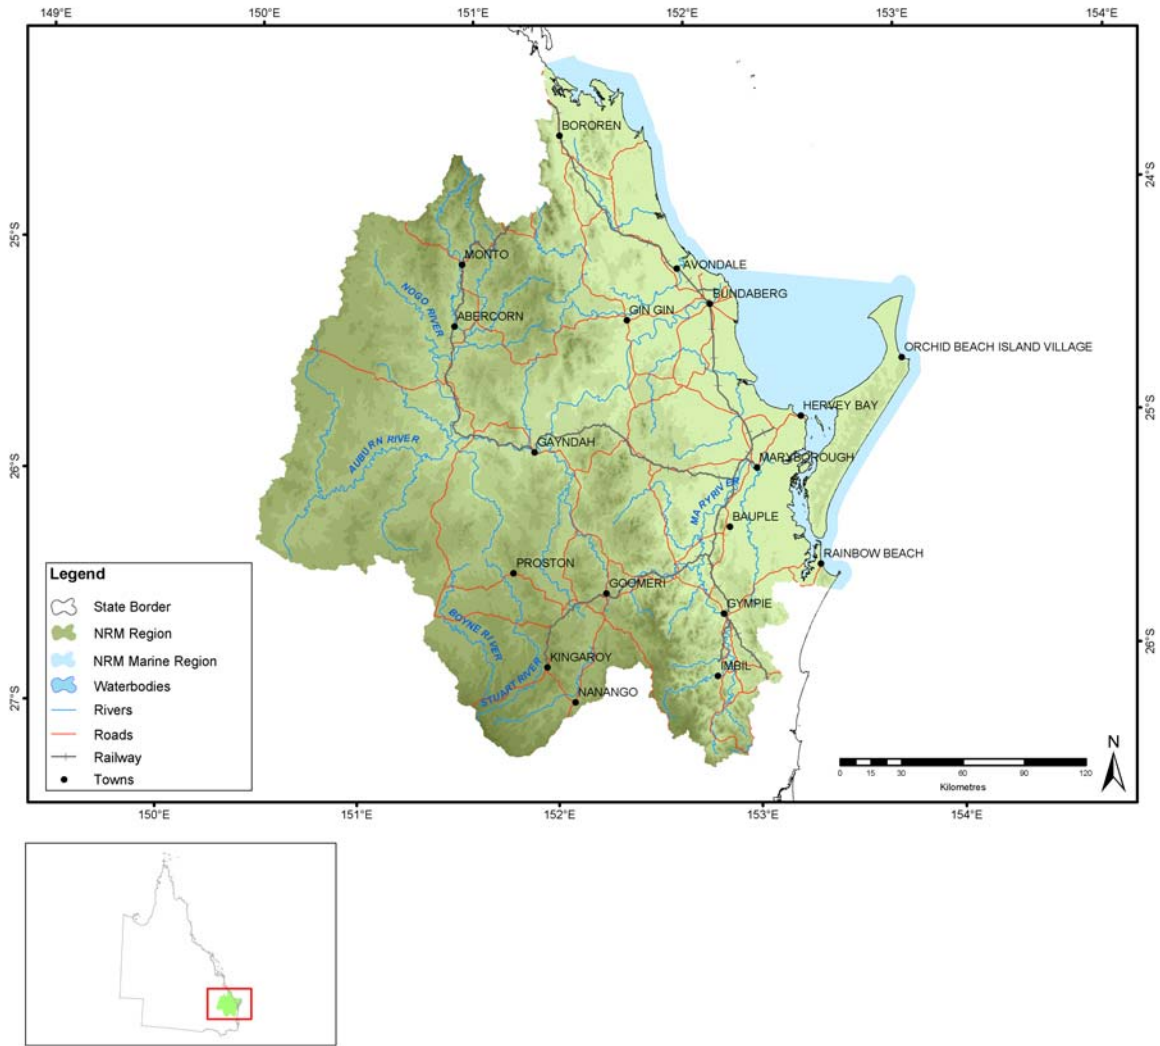 149°E 150°E 151°E 152°E 153°E 154°E
BOROREN
24°S
25°S
MONTO
AVONDALE
NOGO RIVER
BUNDABERG
ABERCORN
GIN GIN
ORCHID BEACH ISLAND VILLAGE
HERVEY BAY
25°S
AUBURN RIVER
GAYNDAH
MARYBOROUGH
26°S
MARYRIVER
BAUPLE
RAINBOW BEACH
PROSTON
GOOMERI
GYMPIE
BOYNE RIVER
26°S
KINGAROY
IMBIL
STUART RIVER
NANANGO
27°S
Legend
State Border
NRM Region
NRM Marine Region
Waterbodies
Rivers
Roads
Railway
Towns
N
0 15 30 60 90 120
Kilometres
150°E 151°E 152°E 153°E 154°E